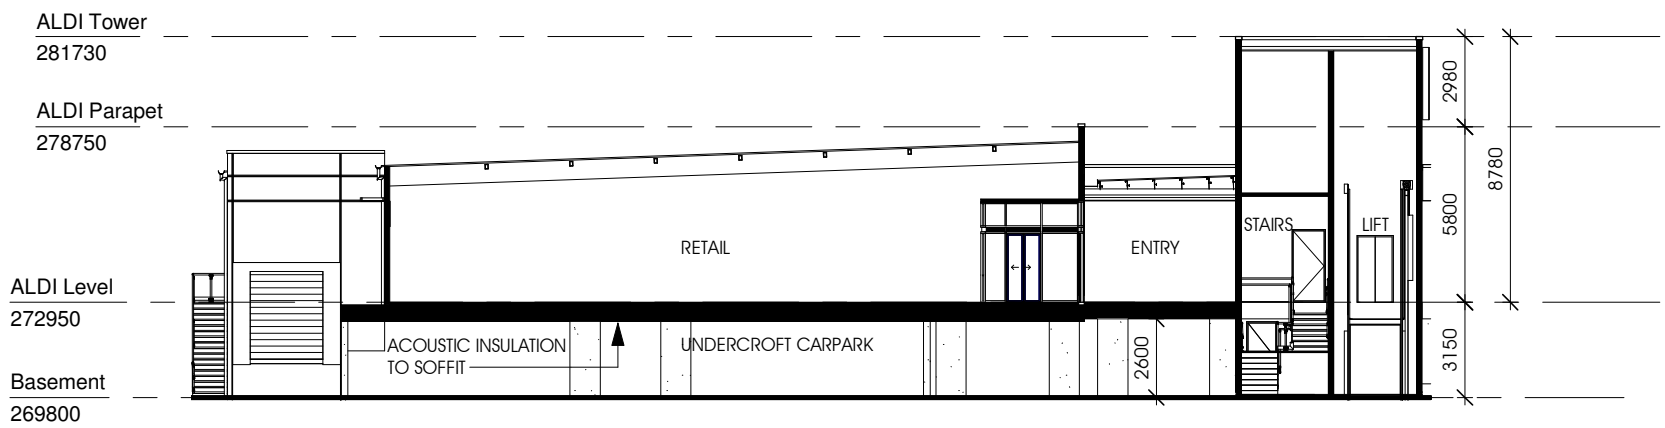 ALDI Tower
281730
ALDI Parapet
278750
2980
8780
5800
STAIRS
LIFT
RETAIL
ENTRY
ALDI Level
272950
ACOUSTIC INSULATION
TO SOFFIT
UNDERCROFT CARPARK
2600
3150
Basement
269800